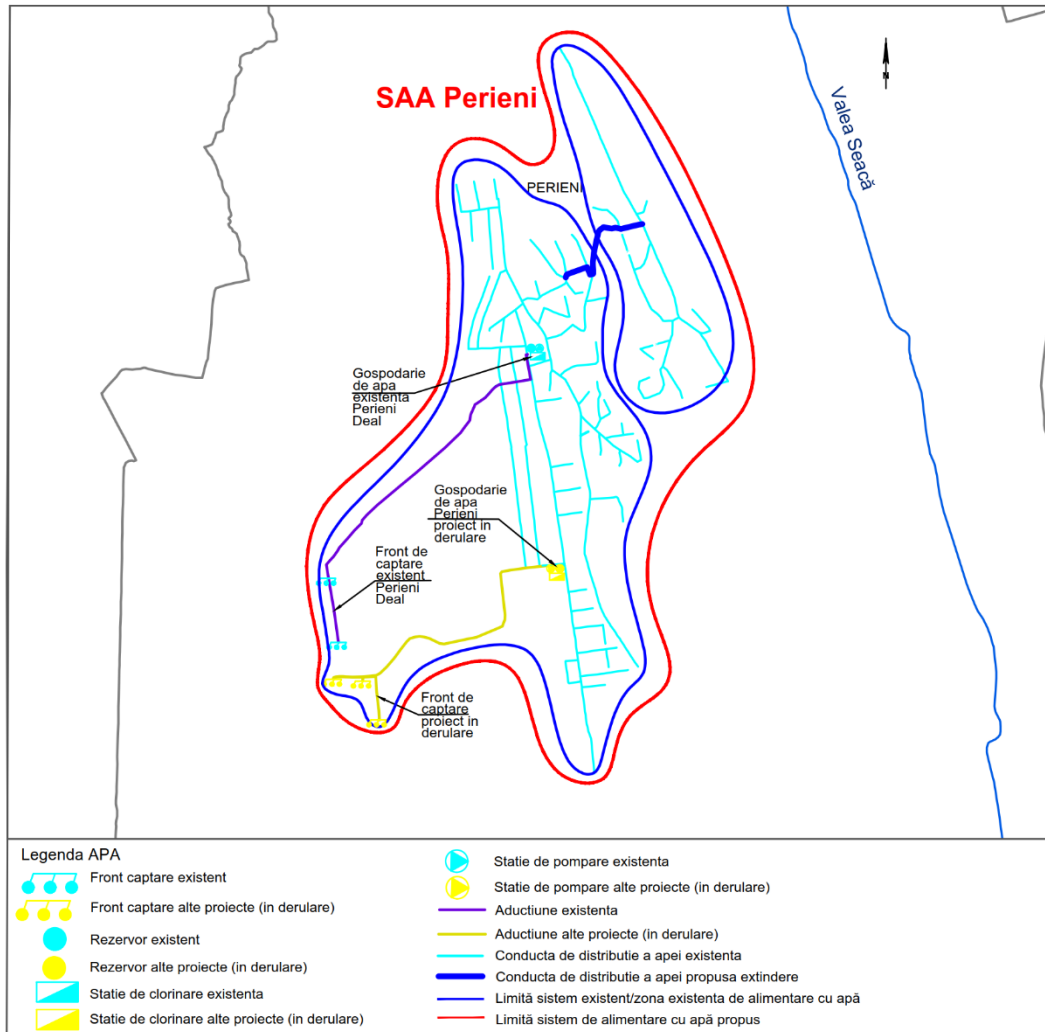 SAA Perieni
N
Valea Seacă
PERIENI
Gospodarie
de apa
existenta
Perieni
Deal
Gospodarie
de apa
Perieni
proiect in
derulare
Front de
captare
existent
Perieni
Deal
Front de
captare
proiect in
derulare
Legenda APA
Front captare existent
Front captare alte proiecte (in derulare)
Rezervor existent
Rezervor alte proiecte (in derulare)
Statie de clorinare existenta
Statie de clorinare alte proiecte (in derulare)
Statie de pompare existenta
Statie de pompare alte proiecte (in derulare)
Aductiune existenta
Aductiune alte proiecte (in derulare)
Conducta de distributie a apei existenta
Conducta de distributie a apei propusa extindere
Limită sistem existent/zona existenta de alimentare cu apă
Limită sistem de alimentare cu apă propus